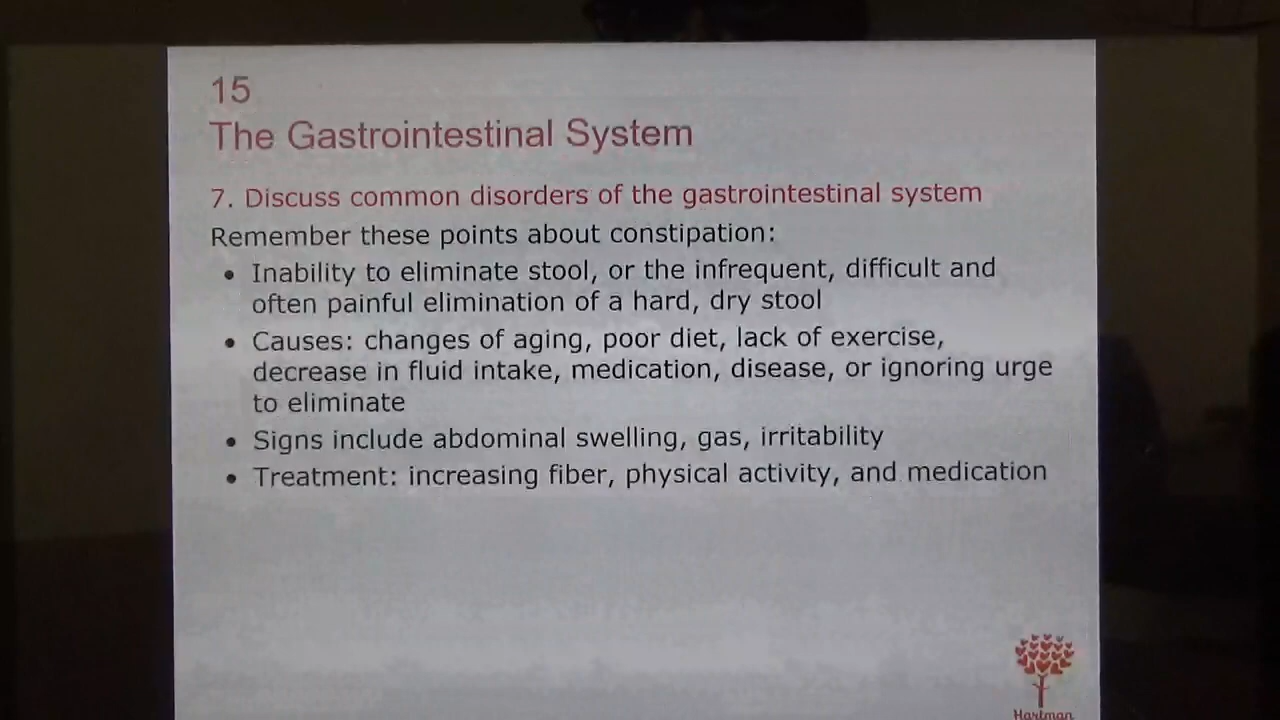 15
The Gastrointestinal System
7. Discuss common disorders of the gastrointestinal system
Remember these points about constipation:
• Inability to eliminate stool, or the infrequent, difficult and
often painful elimination of a hard, dry stool
• Causes: changes of aging, poor diet, lack of exercise,
decrease in fluid intake, medication, disease, or ignoring urge
to eliminate
• Signs include abdominal swelling, gas, irritability
• Treatment: increasing fiber, physical activity, and medication
Hartman